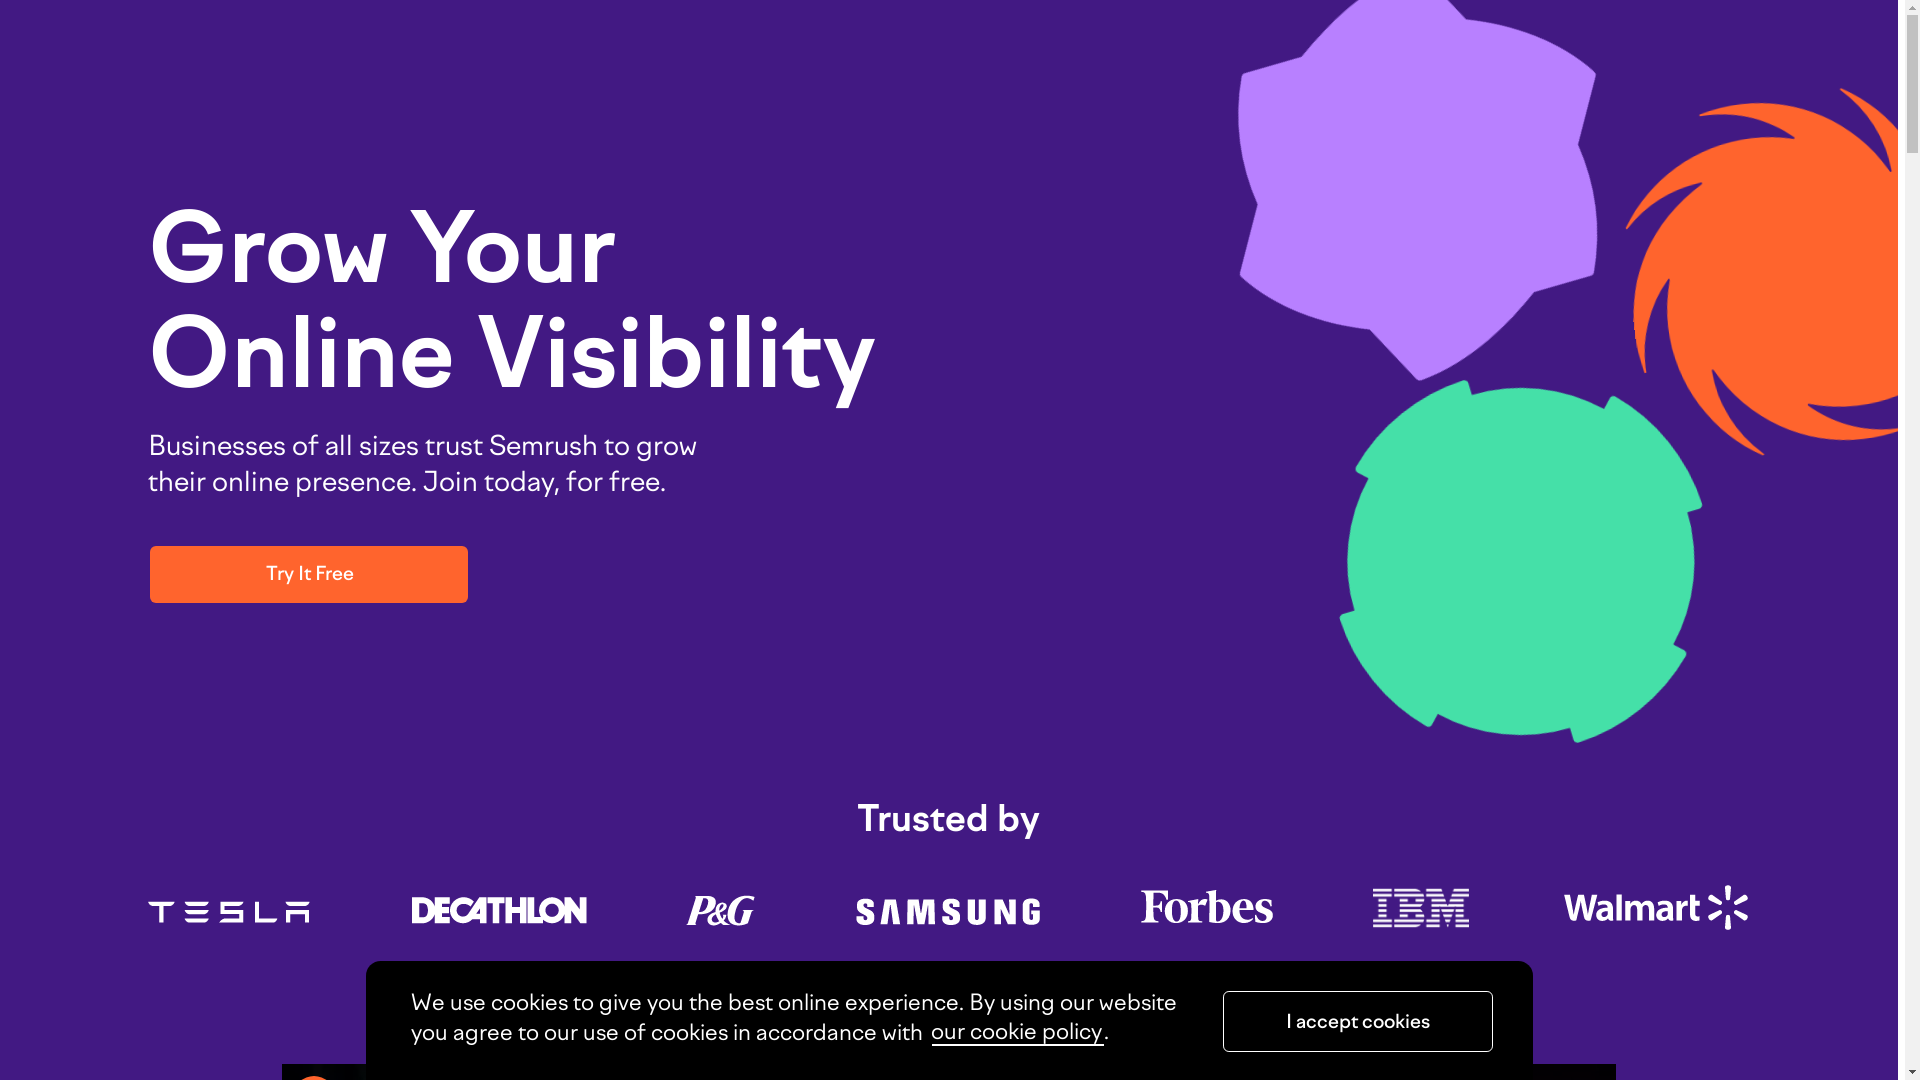 Grow Your
Online Visibility
Businesses of all sizes trust Semrush to grow
their online presence. Join today, for free.
Try It Free
Trusted by
TESLA
DECATHLON
P&G
SAMSUNG
Forbes
IBM
Walmart
We use cookies to give you the best online experience. By using our website
you agree to our use of cookies in accordance with our cookie policy.
I accept cookies